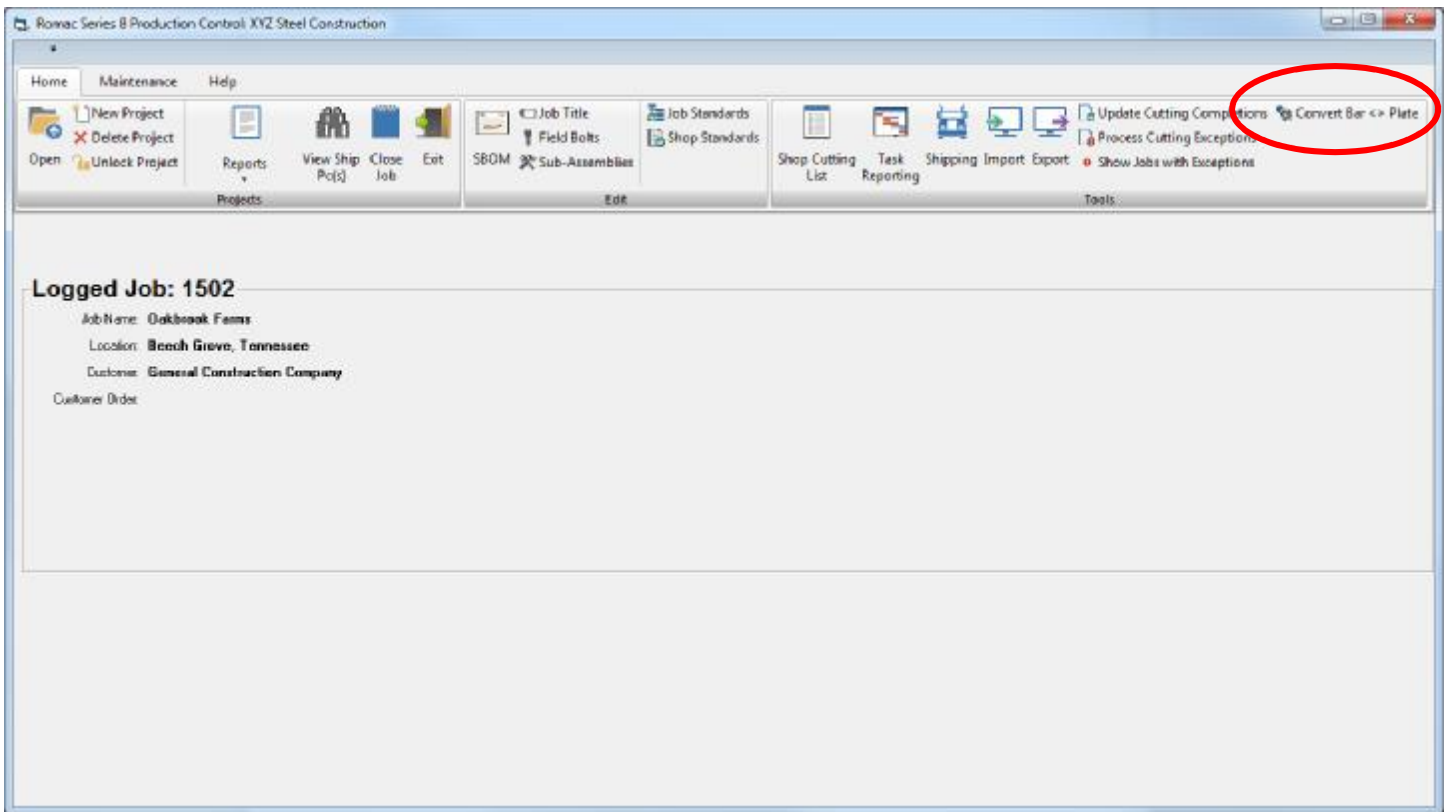 Romac Series 8 Production Control: XYZ Steel Construction
Home Maintenance Help
New Project
Delete Project
Unlock Project
Open
Reports
View Ship Pc(s)
Close Job
Exit
Projects
SBOM
Job Title
Field Bolts
Sub-Assemblies
Job Standards
Shop Standards
Edit
Shop Cutting List
Task Reporting
Shipping
Import
Export
Update Cutting Completions
Process Cutting Exceptions
Show Jobs with Exceptions
Convert Bar <> Plate
Tools
Logged Job: 1502
Job Name: Oakbrook Farms
Location: Beech Grove, Tennessee
Customer: General Construction Company
Customer Order: